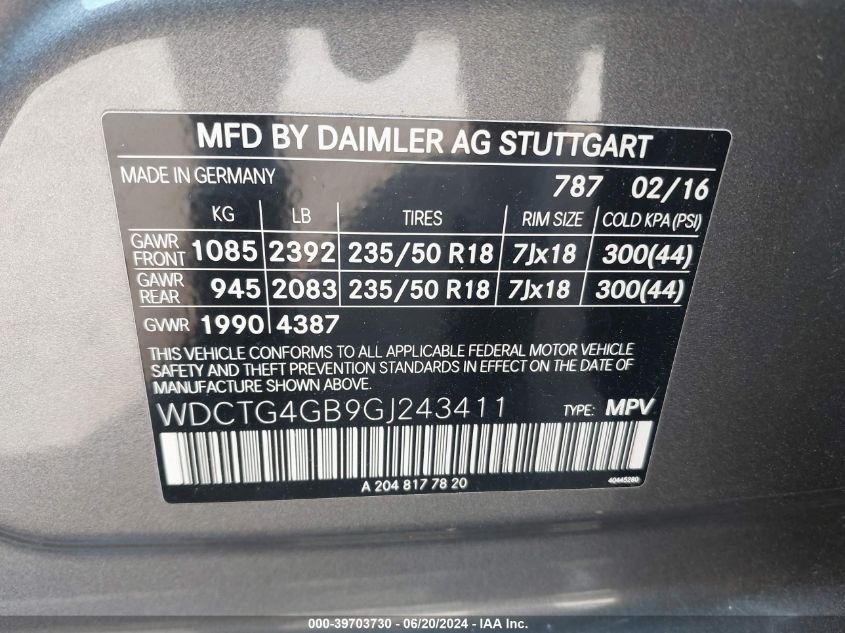 MFD BY DAIMLER AG STUTTGART
MADE IN GERMANY 787 02/16
KG LB TIRES RIM SIZE COLD KPA (PSI)
GAWR FRONT 1085 2392 235/50 R18 7Jx18 300(44)
GAWR REAR 945 2083 235/50 R18 7Jx18 300(44)
GVWR 1990 4387
THIS VEHICLE CONFORMS TO ALL APPLICABLE FEDERAL MOTOR VEHICLE
SAFETY AND THEFT PREVENTION STANDARDS IN EFFECT ON THE DATE OF
MANUFACTURE SHOWN ABOVE.
WDCTG4GB9GJ243411 TYPE: MPV
A 204 817 78 20 40445280
000-39703730 - 06/20/2024 - IAA Inc.